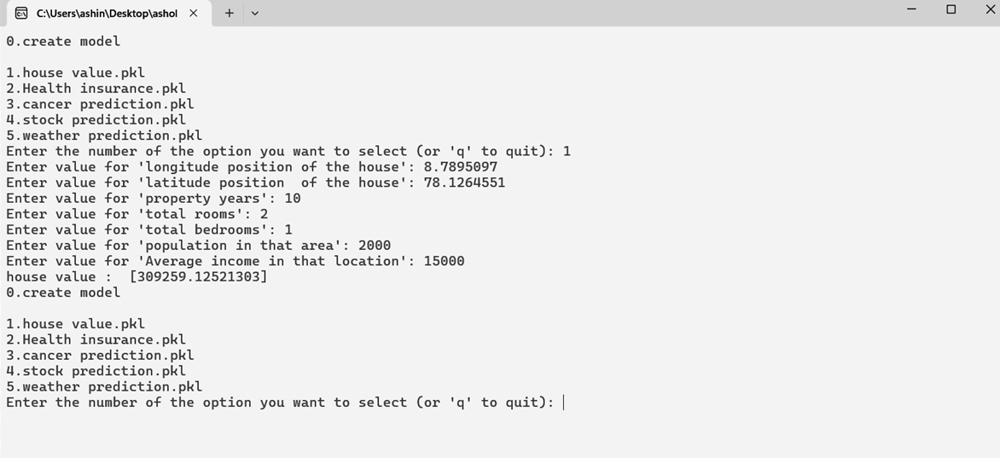 C:\Users\ashin\Desktop\ashol
0.create model
1.house value.pkl
2.Health insurance.pkl
3.cancer prediction.pkl
4.stock prediction.pkl
5.weather prediction.pkl
Enter the number of the option you want to select (or 'q' to quit): 1
Enter value for 'longitude position of the house': 8.7895097
Enter value for 'latitude position  of the house': 78.1264551
Enter value for 'property years': 10
Enter value for 'total rooms': 2
Enter value for 'total bedrooms': 1
Enter value for 'population in that area': 2000
Enter value for 'Average income in that location': 15000
house value :  [309259.12521303]
0.create model
1.house value.pkl
2.Health insurance.pkl
3.cancer prediction.pkl
4.stock prediction.pkl
5.weather prediction.pkl
Enter the number of the option you want to select (or 'q' to quit):